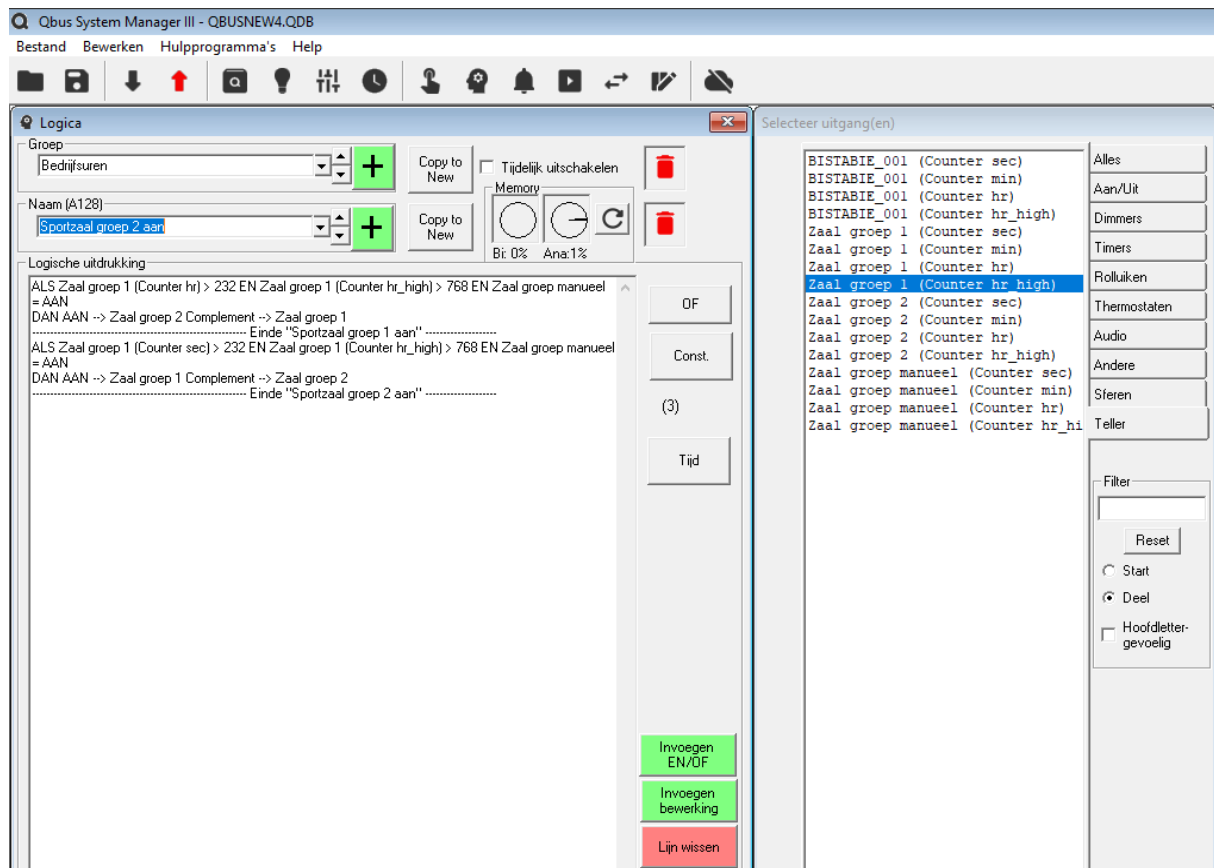 Qbus System Manager III - QBUSNEW4.QDB
Bestand Bewerken Hulpprogramma's Help
Logica
Groep
Bedrijfsuren
Copy to New
Tijdelijk uitschakelen
Memory
Naam (A128)
Sportzaal groep 2 aan
Copy to New
Bi: 0% Ana:1%
Logische uitdrukking
ALS Zaal groep 1 (Counter hr) > 232 EN Zaal groep 1 (Counter hr_high) > 768 EN Zaal groep manueel
= AAN
DAN AAN --> Zaal groep 2 Complement --> Zaal groep 1
-------------------------------------------------- Einde "Sportzaal groep 1 aan" -----------------
ALS Zaal groep 1 (Counter sec) > 232 EN Zaal groep 1 (Counter hr_high) > 768 EN Zaal groep manueel
= AAN
DAN AAN --> Zaal groep 1 Complement --> Zaal groep 2
-------------------------------------------------- Einde "Sportzaal groep 2 aan" -----------------
OF
Const.
(3)
Tijd
Invoegen
EN/OF
Invoegen
bewerking
Lijn wissen
Selecteer uitgang(en)
BISTABIE_001 (Counter sec)
BISTABIE_001 (Counter min)
BISTABIE_001 (Counter hr)
BISTABIE_001 (Counter hr_high)
Zaal groep 1 (Counter sec)
Zaal groep 1 (Counter min)
Zaal groep 1 (Counter hr)
Zaal groep 1 (Counter hr_high)
Zaal groep 2 (Counter sec)
Zaal groep 2 (Counter min)
Zaal groep 2 (Counter hr)
Zaal groep 2 (Counter hr_high)
Zaal groep manueel (Counter sec)
Zaal groep manueel (Counter min)
Zaal groep manueel (Counter hr)
Zaal groep manueel (Counter hr_hi
Alles
Aan/Uit
Dimmers
Timers
Rolluiken
Thermostaten
Audio
Andere
Sferen
Teller
Filter
Reset
Start
Deel
Hoofdletter-
gevoelig